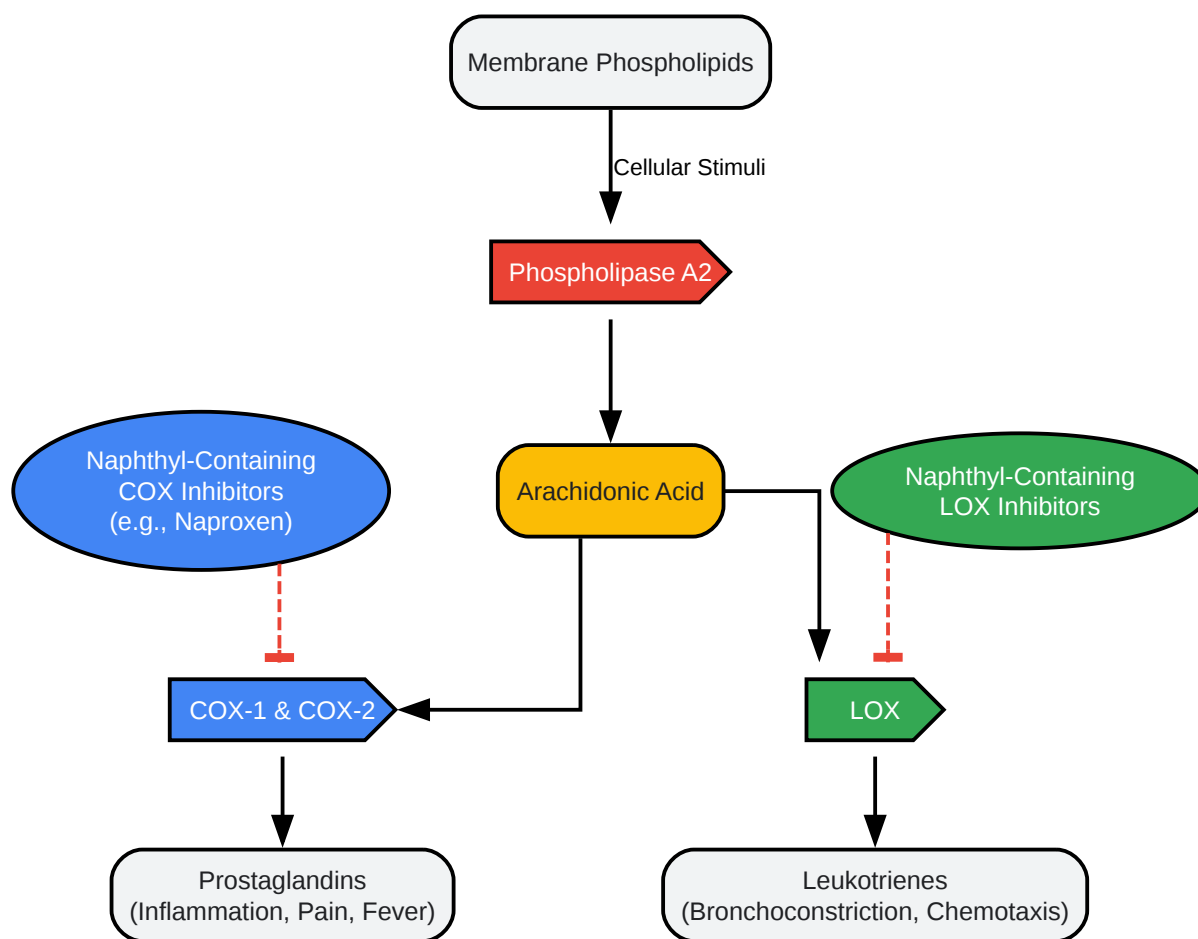 Membrane Phospholipids
Cellular Stimuli
Phospholipase A2
Naphthyl-Containing
COX Inhibitors
(e.g., Naproxen)
Arachidonic Acid
Naphthyl-Containing
LOX Inhibitors
COX-1 & COX-2
LOX
Prostaglandins
(Inflammation, Pain, Fever)
Leukotrienes
(Bronchoconstriction, Chemotaxis)